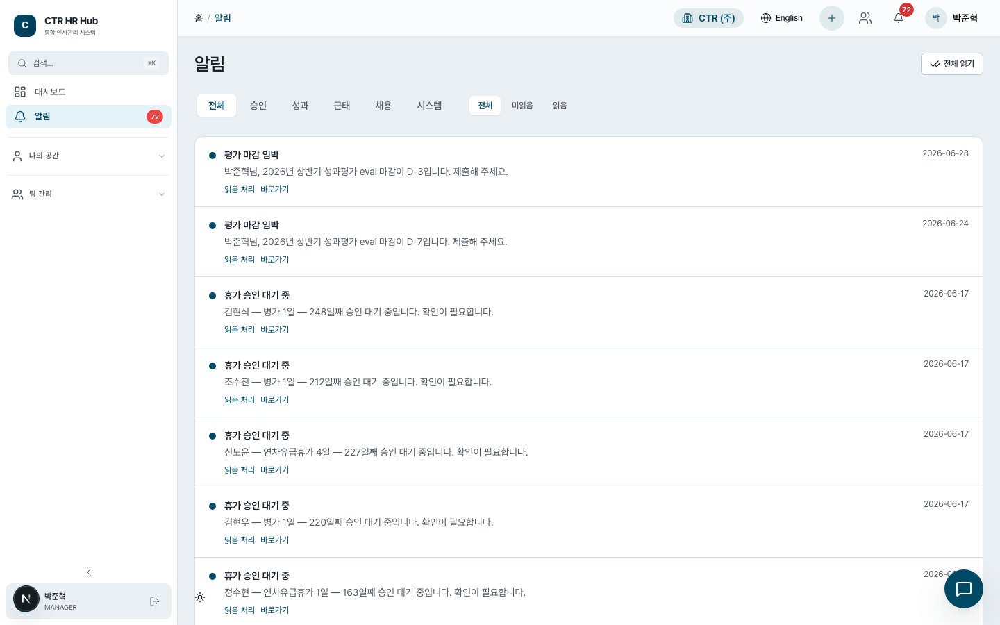 C
CTR HR Hub
통합 인사관리 시스템
검색...
⌘K
대시보드
알림
72
나의 공간
팀 관리
N
박준혁
MANAGER
홈 / 알림
CTR (주)
English
72
박
박준혁
알림
전체 읽기
전체
승인
성과
근태
채용
시스템
전체
미읽음
읽음
평가 마감 임박
2026-06-28
박준혁님, 2026년 상반기 성과평가 eval 마감이 D-3입니다. 제출해 주세요.
읽음 처리 바로가기
평가 마감 임박
2026-06-24
박준혁님, 2026년 상반기 성과평가 eval 마감이 D-7입니다. 제출해 주세요.
읽음 처리 바로가기
휴가 승인 대기 중
2026-06-17
김현식 — 병가 1일 — 248일째 승인 대기 중입니다. 확인이 필요합니다.
읽음 처리 바로가기
휴가 승인 대기 중
2026-06-17
조수진 — 병가 1일 — 212일째 승인 대기 중입니다. 확인이 필요합니다.
읽음 처리 바로가기
휴가 승인 대기 중
2026-06-17
신도윤 — 연차유급휴가 4일 — 227일째 승인 대기 중입니다. 확인이 필요합니다.
읽음 처리 바로가기
휴가 승인 대기 중
2026-06-17
김현우 — 병가 1일 — 220일째 승인 대기 중입니다. 확인이 필요합니다.
읽음 처리 바로가기
휴가 승인 대기 중
정수현 — 연차유급휴가 1일 — 163일째 승인 대기 중입니다. 확인이 필요합니다.
읽음 처리 바로가기